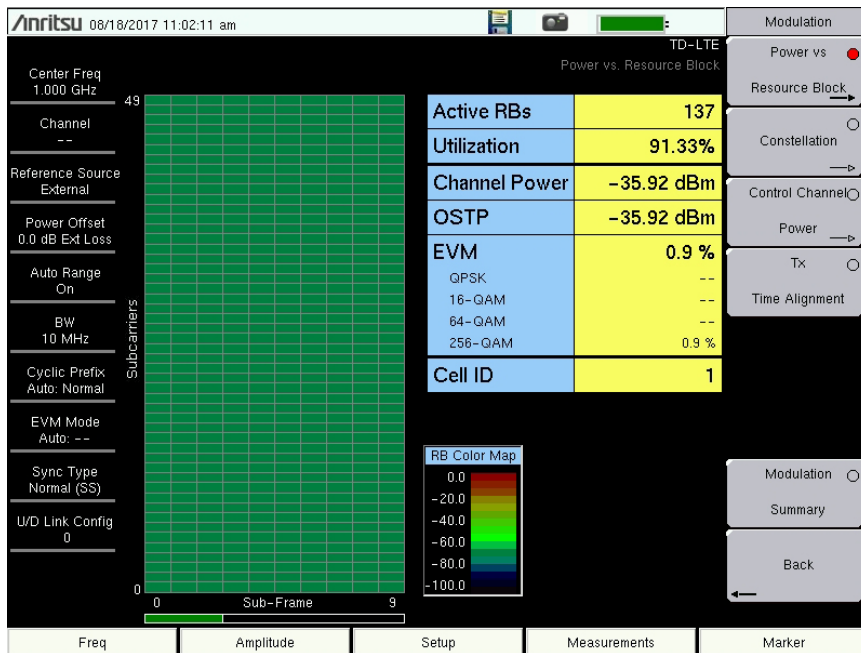 Anritsu 08/18/2017 11:02:11 am
Modulation
TD-LTE
Power vs. Resource Block
Center Freq
1.000 GHz
Channel
--
Reference Source
External
Power Offset
0.0 dB Ext Loss
Auto Range
On
BW
10 MHz
Cyclic Prefix
Auto: Normal
EVM Mode
Auto: --
Sync Type
Normal (SS)
U/D Link Config
0
49
Subcarriers
0
0 Sub-Frame 9
Active RBs 137
Utilization 91.33%
Channel Power -35.92 dBm
OSTP -35.92 dBm
EVM 0.9 %
QPSK --
16-QAM --
64-QAM --
256-QAM 0.9 %
Cell ID 1
RB Color Map
0.0
-20.0
-40.0
-60.0
-80.0
-100.0
Power vs
Resource Block
Constellation
Control Channel
Power
Tx
Time Alignment
Modulation
Summary
Back
Freq Amplitude Setup Measurements Marker